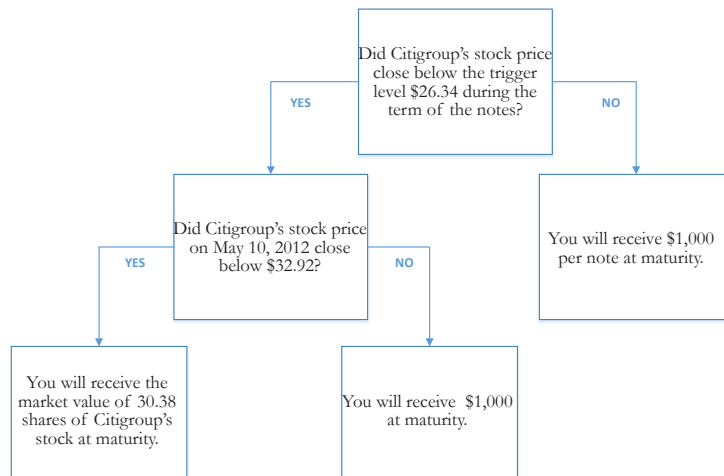 Did Citigroup's stock price
close below the trigger
level $26.34 during the
term of the notes?
YES
NO
Did Citigroup's stock price
on May 10, 2012 close
below $32.92?
You will receive $1,000
per note at maturity.
YES
NO
You will receive the
market value of 30.38
shares of Citigroup's
stock at maturity.
You will receive $1,000
at maturity.